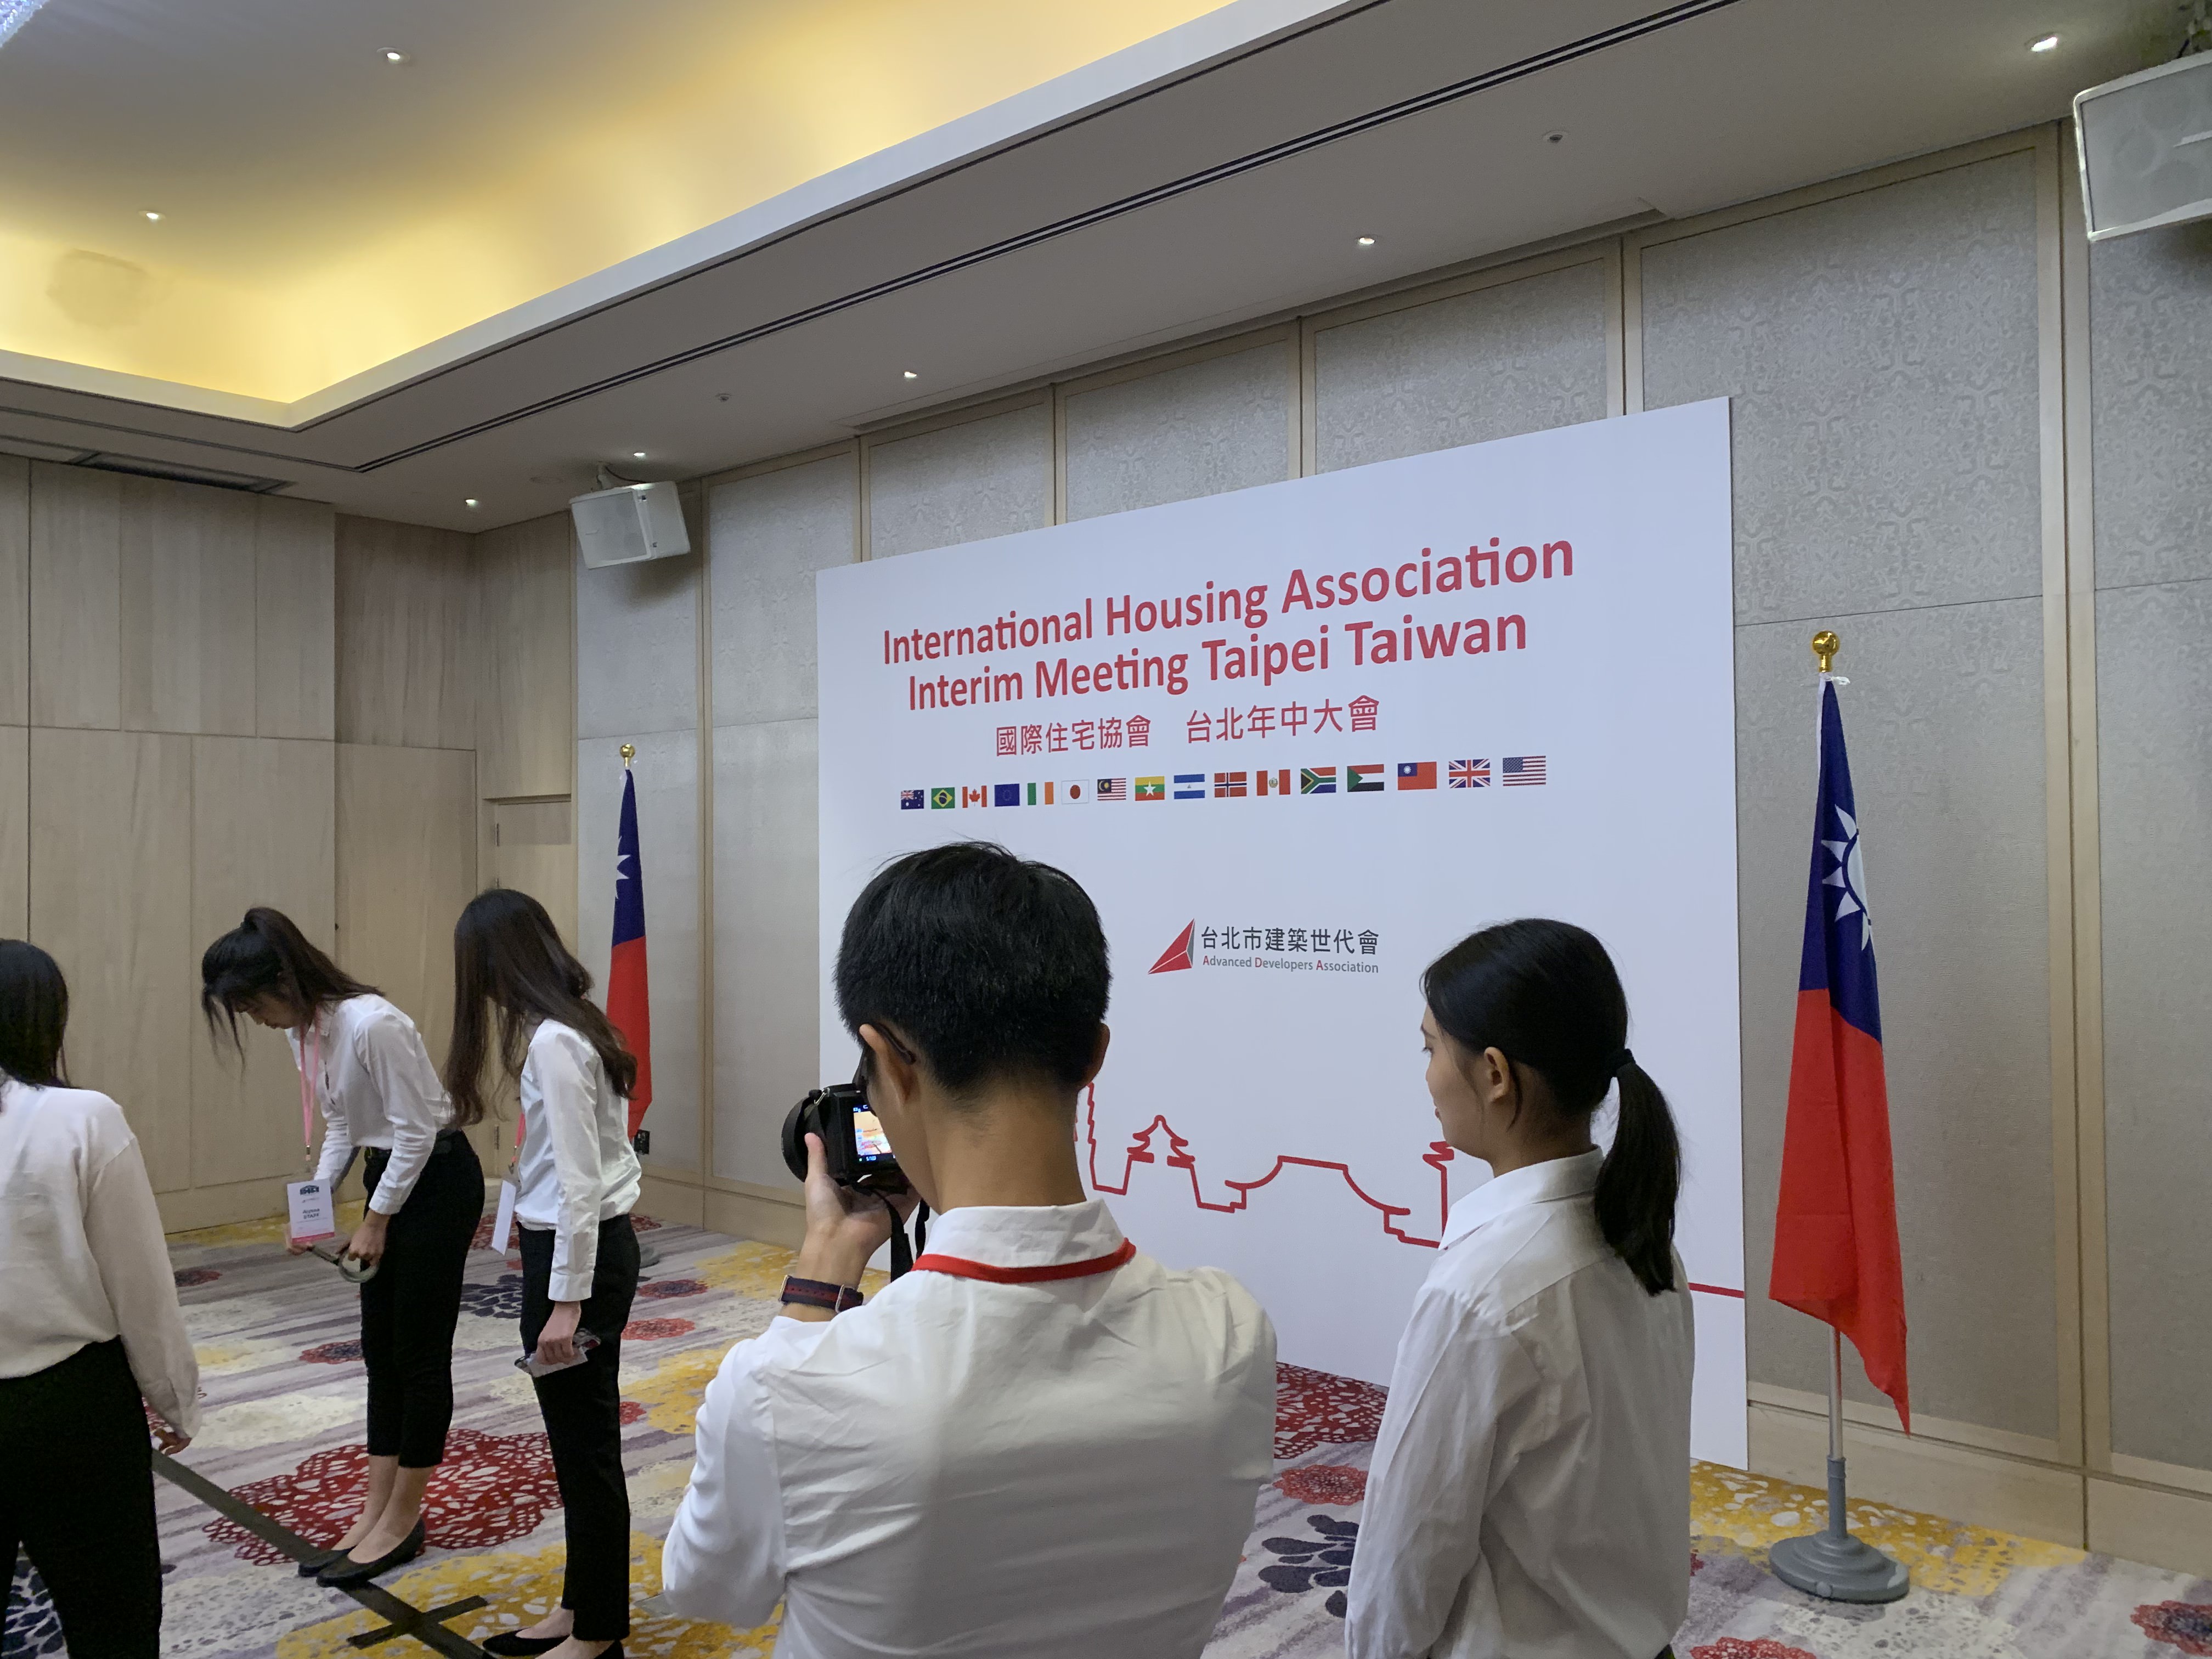 International Housing Association
Interim Meeting Taipei Taiwan
國際住宅協會 台北年中大會
台北市建築世代會
Advanced Developers Association